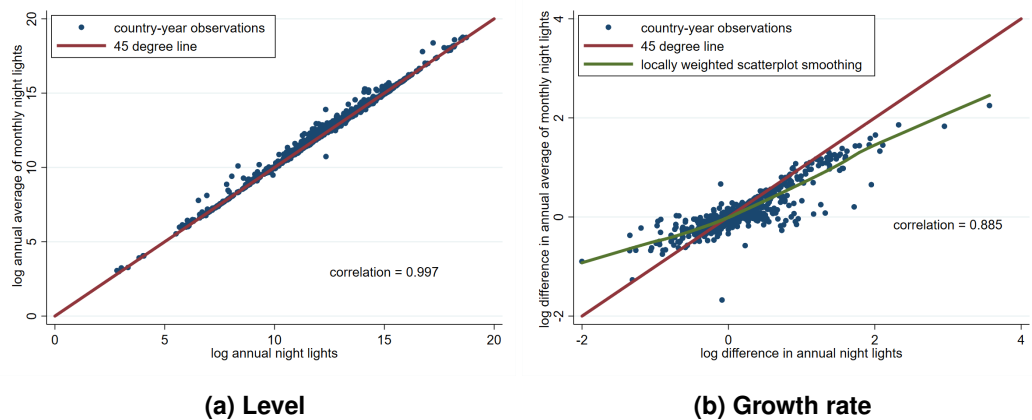 country-year observations
45 degree line
log annual average of monthly night lights
20
15
10
5
0
correlation = 0.997
0
5
10
15
20
log annual night lights
(a) Level
country-year observations
45 degree line
locally weighted scatterplot smoothing
log difference in annual average of monthly night lights
4
2
0
-2
correlation = 0.885
-2
0
2
4
log difference in annual night lights
(b) Growth rate